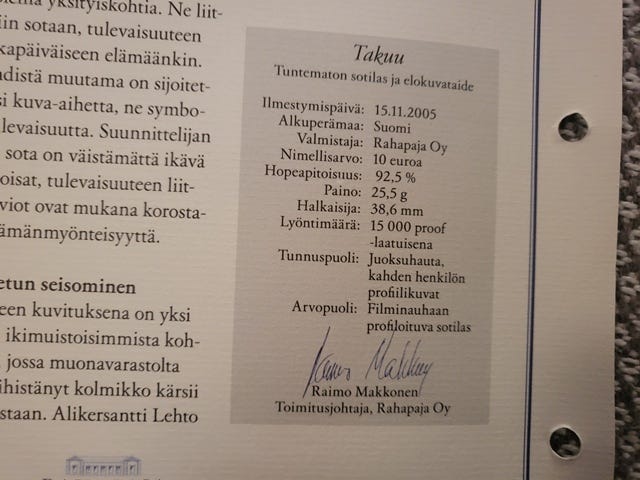 yksityiskohtia. Ne liit-
iin sotaan, tulevaisuuteen
kapäiväiseen elämäänkin.
hdistä muutama on sijoitet-
si kuva-aihetta, ne symbo-
levaisuutta. Suunnittelijan
sota on väistämättä ikävä
oisat, tulevaisuuteen liit-
viot ovat mukana korosta-
ämänmyönteisyyttä.
etun seisominen
een kuvituksena on yksi
ikimuistoisimmista koh-
jossa muonavarastolta
ihistänyt kolmikko kärsii
staan. Alikersantti Lehto
Takuu
Tuntematon sotilas ja elokuvataide
Ilmestymispäivä: 15.11.2005
Alkuperämaa: Suomi
Valmistaja: Rahapaja Oy
Nimellisarvo: 10 euroa
Hopeapitoisuus: 92,5 %
Paino: 25,5 g
Halkaisija: 38,6 mm
Lyöntimäärä: 15 000 proof
-laatuisena
Tunnuspuoli: Juoksuhauta,
kahden henkilön
profiilikuvat
Arvopuoli: Filminauhaan
profiloituva sotilas
Raimo Makkonen
Raimo Makkonen
Toimitusjohtaja, Rahapaja Oy